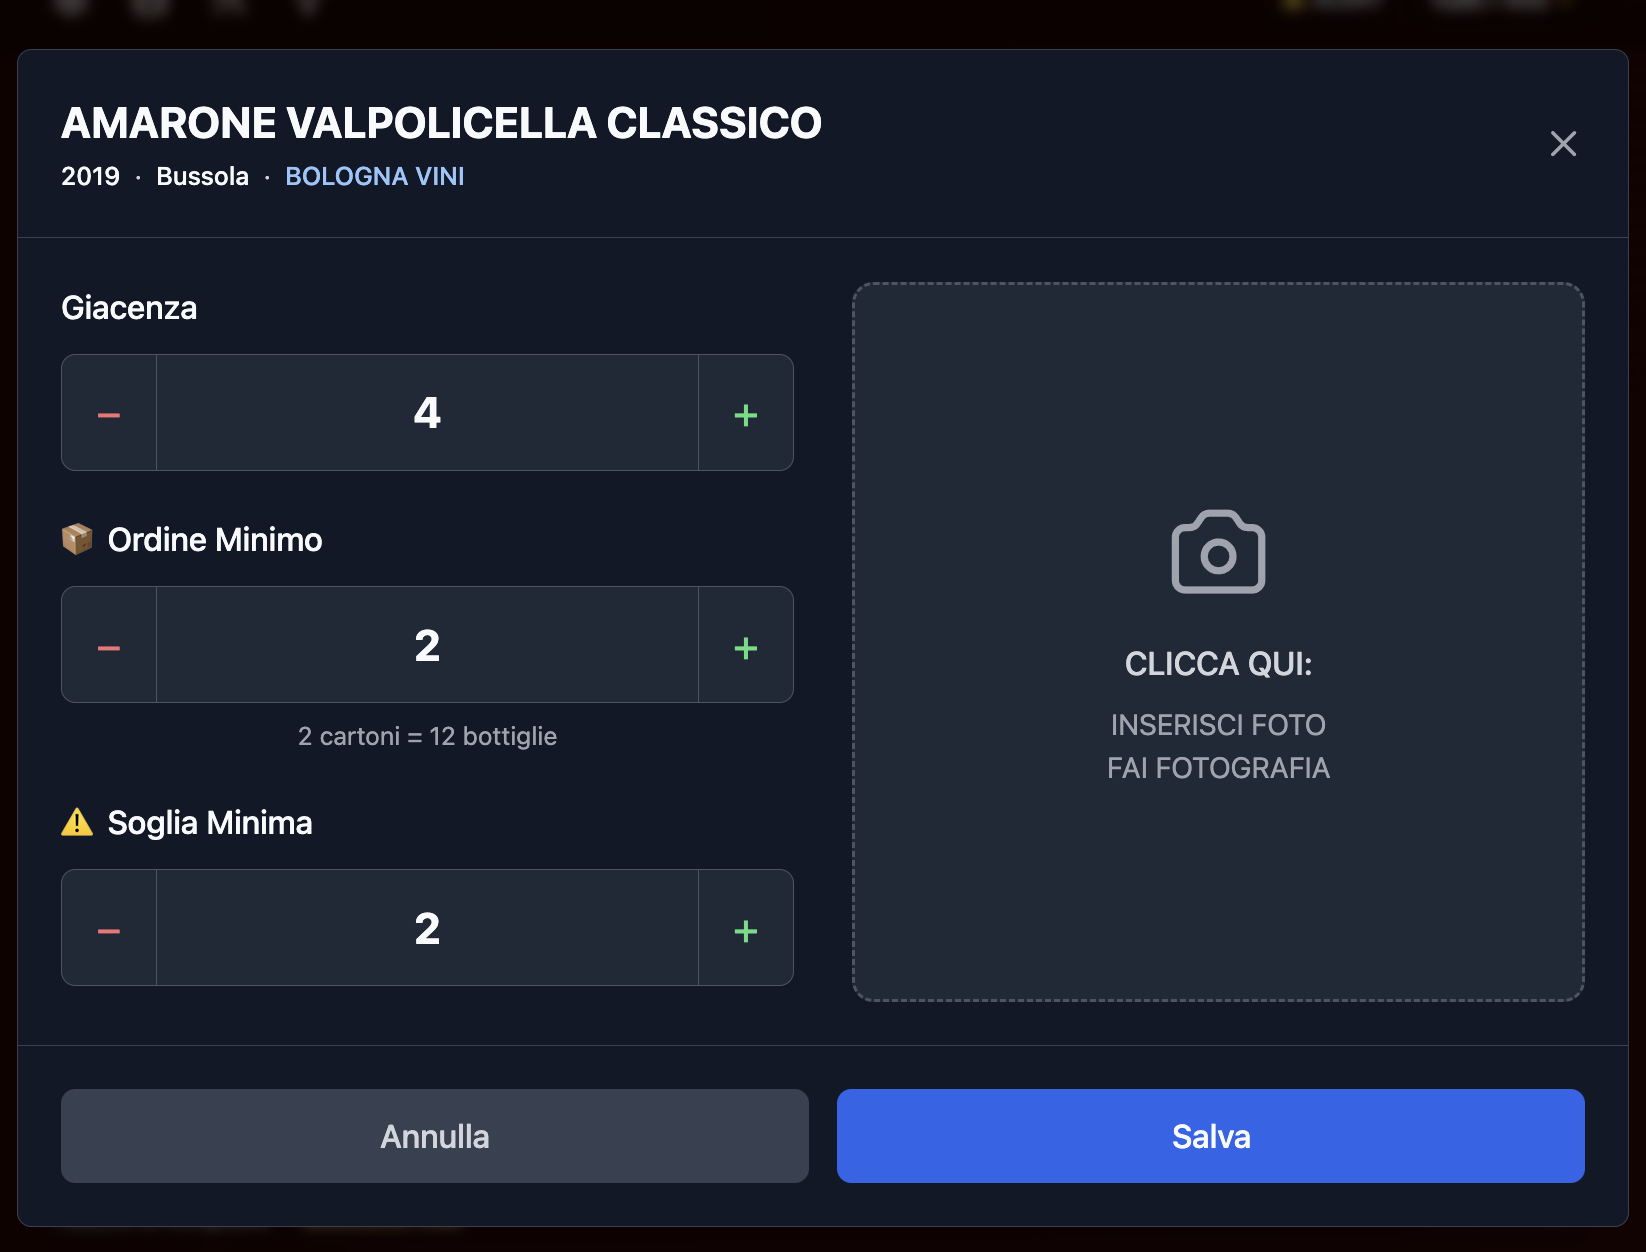 AMARONE VALPOLICELLA CLASSICO
2019 · Bussola · BOLOGNA VINI
Giacenza
− 4 +
📦 Ordine Minimo
− 2 +
2 cartoni = 12 bottiglie
⚠️ Soglia Minima
− 2 +
CLICCA QUI:
INSERISCI FOTO
FAI FOTOGRAFIA
Annulla
Salva